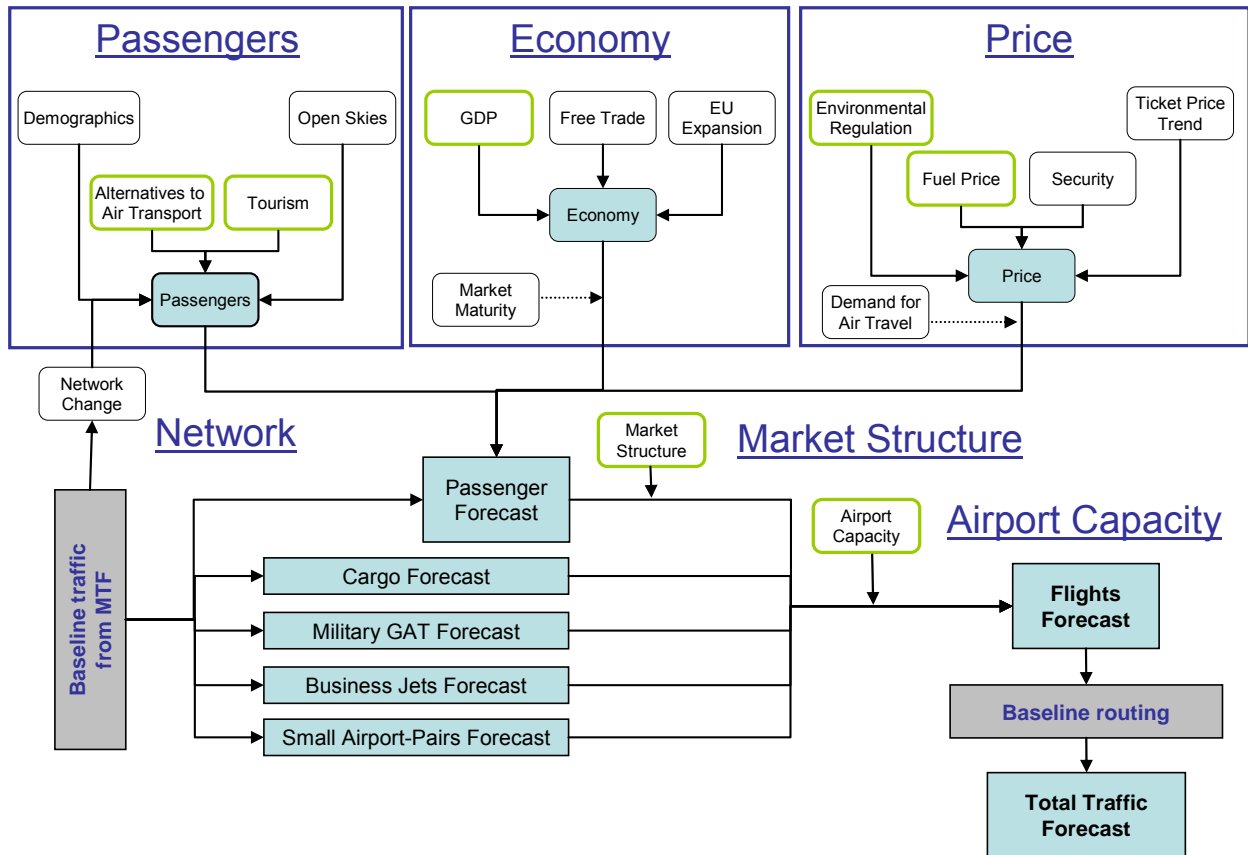 Passengers
Economy
Price
Demographics
Open Skies
Alternatives to
Air Transport
Tourism
Passengers
GDP
Free Trade
EU
Expansion
Economy
Market
Maturity
Environmental
Regulation
Ticket Price
Trend
Fuel Price
Security
Price
Demand for
Air Travel
Network
Change
Network
Market
Structure
Market Structure
Passenger
Forecast
Airport
Capacity
Airport Capacity
Baseline traffic
from MTF
Cargo Forecast
Military GAT Forecast
Business Jets Forecast
Small Airport-Pairs Forecast
Flights
Forecast
Baseline routing
Total Traffic
Forecast